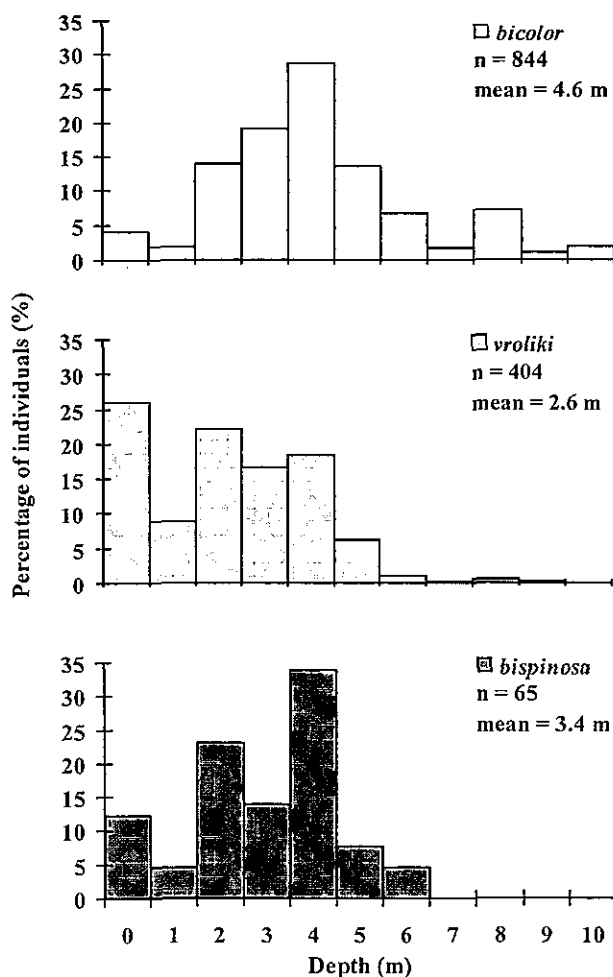 Percentage of individuals (%)
35
30
25
20
15
10
5
0
bicolor
n = 844
mean = 4.6 m
35
30
25
20
15
10
5
0
vroliki
n = 404
mean = 2.6 m
35
30
25
20
15
10
5
0
bispinosa
n = 65
mean = 3.4 m
0 1 2 3 4 5 6 7 8 9 10
Depth (m)